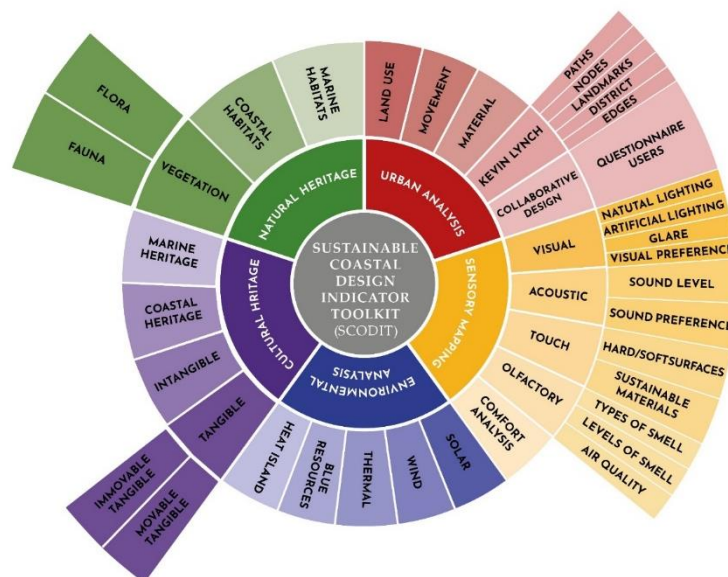 SUSTAINABLE
COASTAL
DESIGN
INDICATOR
TOOLKIT
(SCODIT)
URBAN ANALYSIS
LAND USE
MOVEMENT
MATERIAL
KEVIN LYNCH
PATHS
NODES
LANDMARKS
DISTRICT
EDGES
COLLABORATIVE
DESIGN
QUESTIONNAIRE
USERS
SENSORY MAPPING
VISUAL
NATUTAL LIGHTING
ARTIFICIAL LIGHTING
GLARE
VISUAL PREFERENCE
ACOUSTIC
SOUND LEVEL
SOUND PREFERENCE
TOUCH
HARD/SOFTSURFACES
SUSTAINABLE
MATERIALS
OLFACTORY
TYPES OF SMELL
LEVELS OF SMELL
AIR QUALITY
COMFORT
ANALYSIS
ENVIRONMENTAL
ANALYSIS
SOLAR
WIND
THERMAL
BLUE
RESOURCES
HEAT ISLAND
CULTURAL HRITAGE
TANGIBLE
MOVABLE
TANGIBLE
IMMOVABLE
TANGIBLE
INTANGIBLE
COASTAL HERITAGE
MARINE
HERITAGE
NATURAL HERITAGE
VEGETATION
FAUNA
FLORA
COASTAL
HABITATS
MARINE
HABITATS